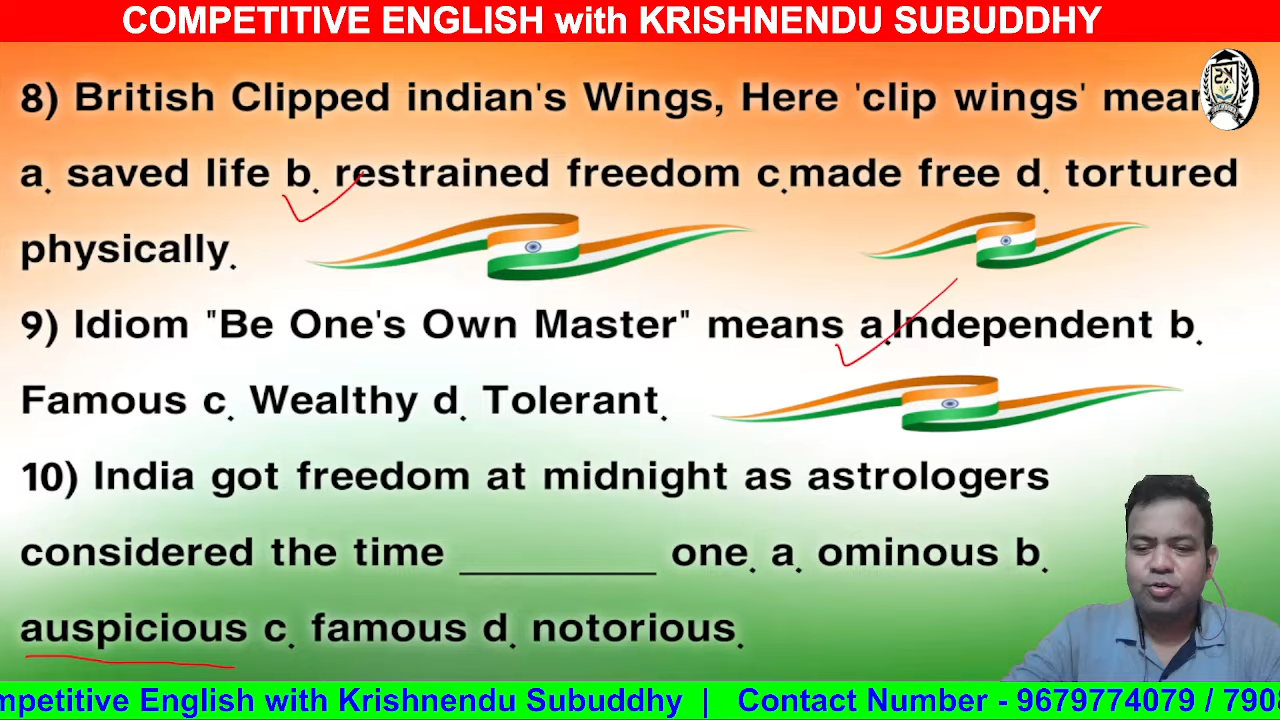 COMPETITIVE ENGLISH with KRISHNENDU SUBUDDHY
8) British Clipped indian's Wings, Here 'clip wings' mean
a. saved life b. restrained freedom c.made free d. tortured
physically.
9) Idiom "Be One's Own Master" means a.Independent b.
Famous c. Wealthy d. Tolerant.
10) India got freedom at midnight as astrologers
considered the time ________ one. a. ominous b.
auspicious c. famous d. notorious.
mpetitive English with Krishnendu Subuddhy | Contact Number - 9679774079 / 790